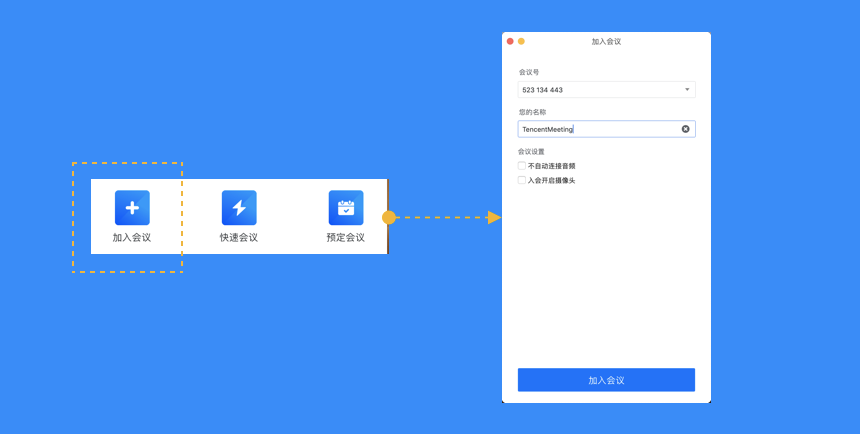 加入会议
快速会议
预定会议
加入会议
会议号
523 134 443
您的名称
TencentMeeting
会议设置
不自动连接音频
入会开启摄像头
加入会议